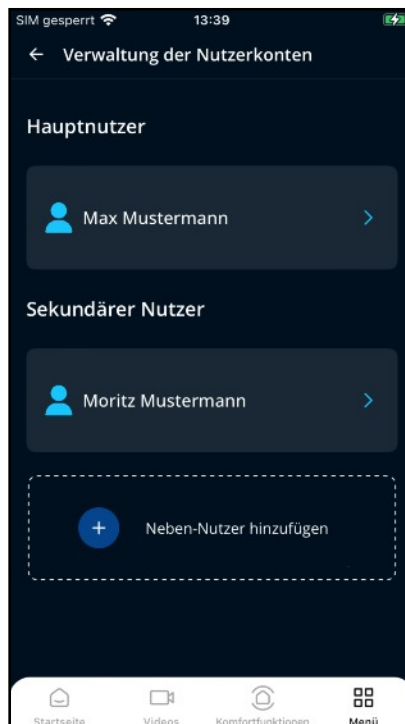 SIM gesperrt 13:39
← Verwaltung der Nutzerkonten
Hauptnutzer
Max Mustermann
Sekundärer Nutzer
Moritz Mustermann
+ Neben-Nutzer hinzufügen
Startseite Videos Komfortfunktionen Menü